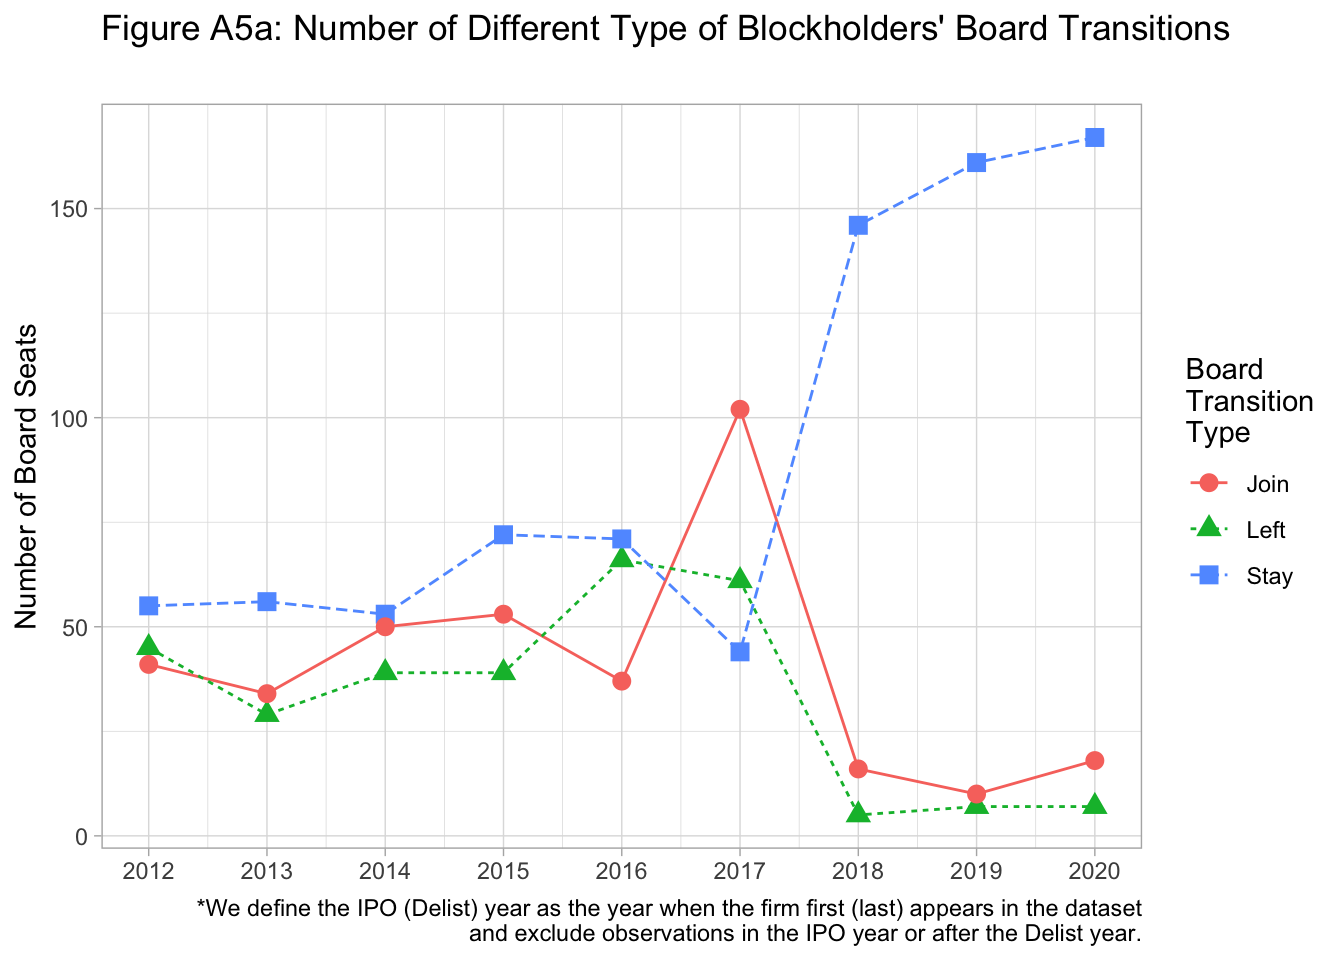 Figure A5a: Number of Different Type of Blockholders' Board Transitions
Number of Board Seats
150
100
50
0
2012 2013 2014 2015 2016 2017 2018 2019 2020
Board
Transition
Type
Join
Left
Stay
*We define the IPO (Delist) year as the year when the firm first (last) appears in the dataset
and exclude observations in the IPO year or after the Delist year.